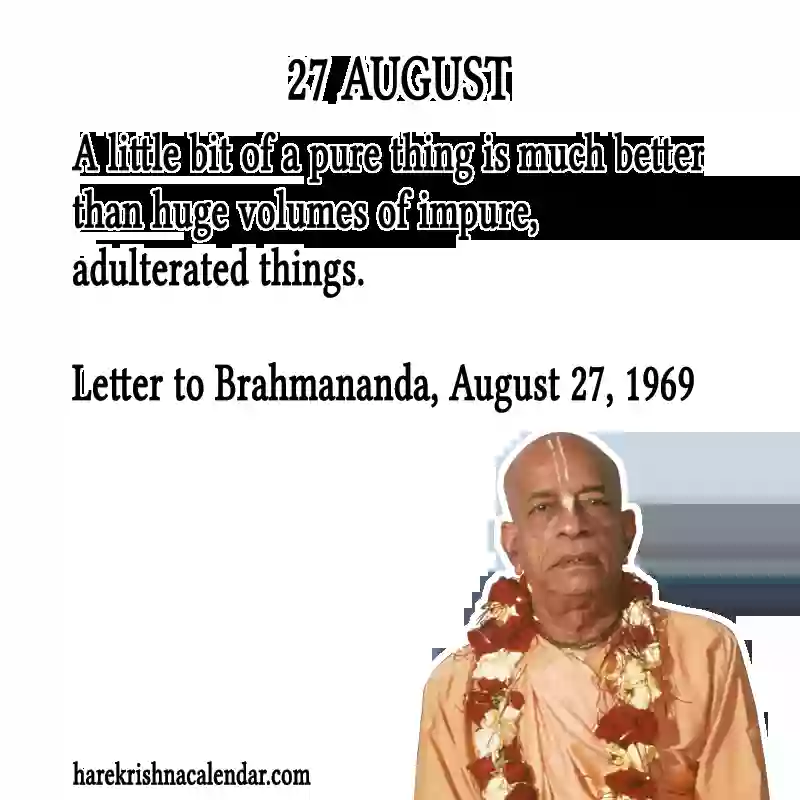 27 AUGUST
A little bit of a pure thing is much better
than huge volumes of impure,
adulterated things.
Letter to Brahmananda, August 27, 1969
harekrishnacalendar.com